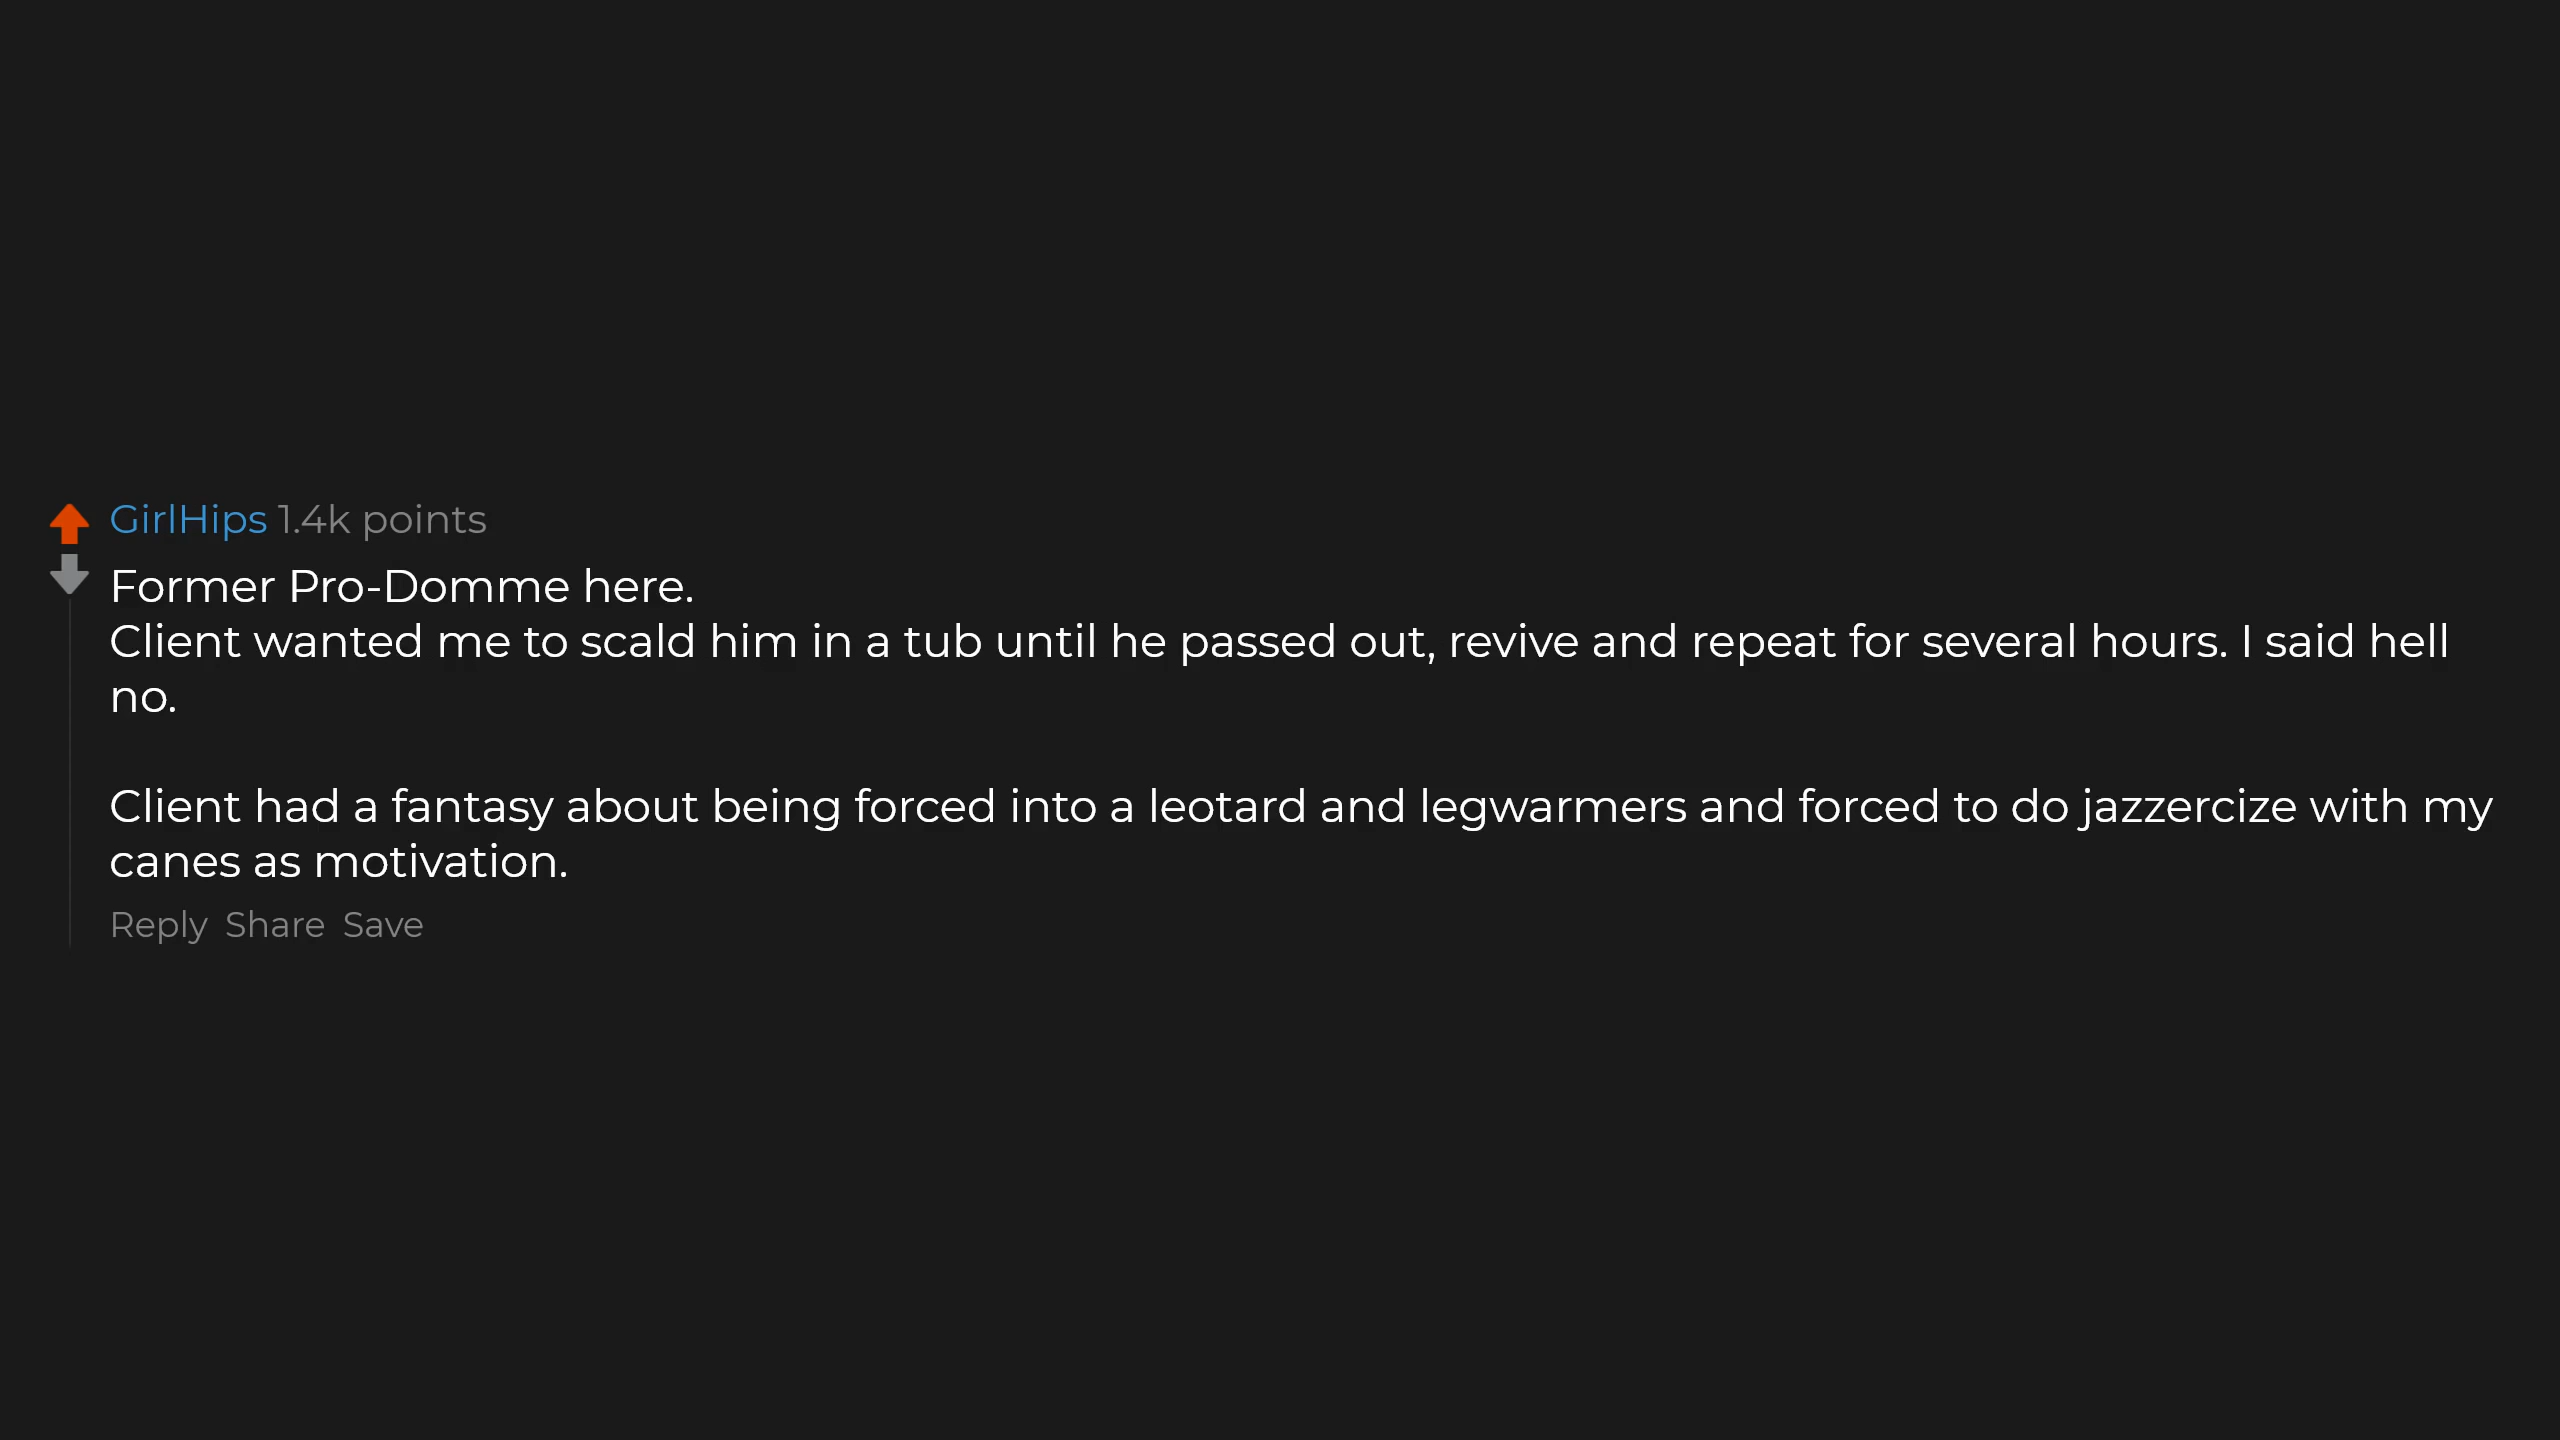 GirlHips 1.4k points
Former Pro-Domme here.
Client wanted me to scald him in a tub until he passed out, revive and repeat for several hours. I said hell
no.
Client had a fantasy about being forced into a leotard and legwarmers and forced to do jazzercize with my
canes as motivation.
Reply Share Save